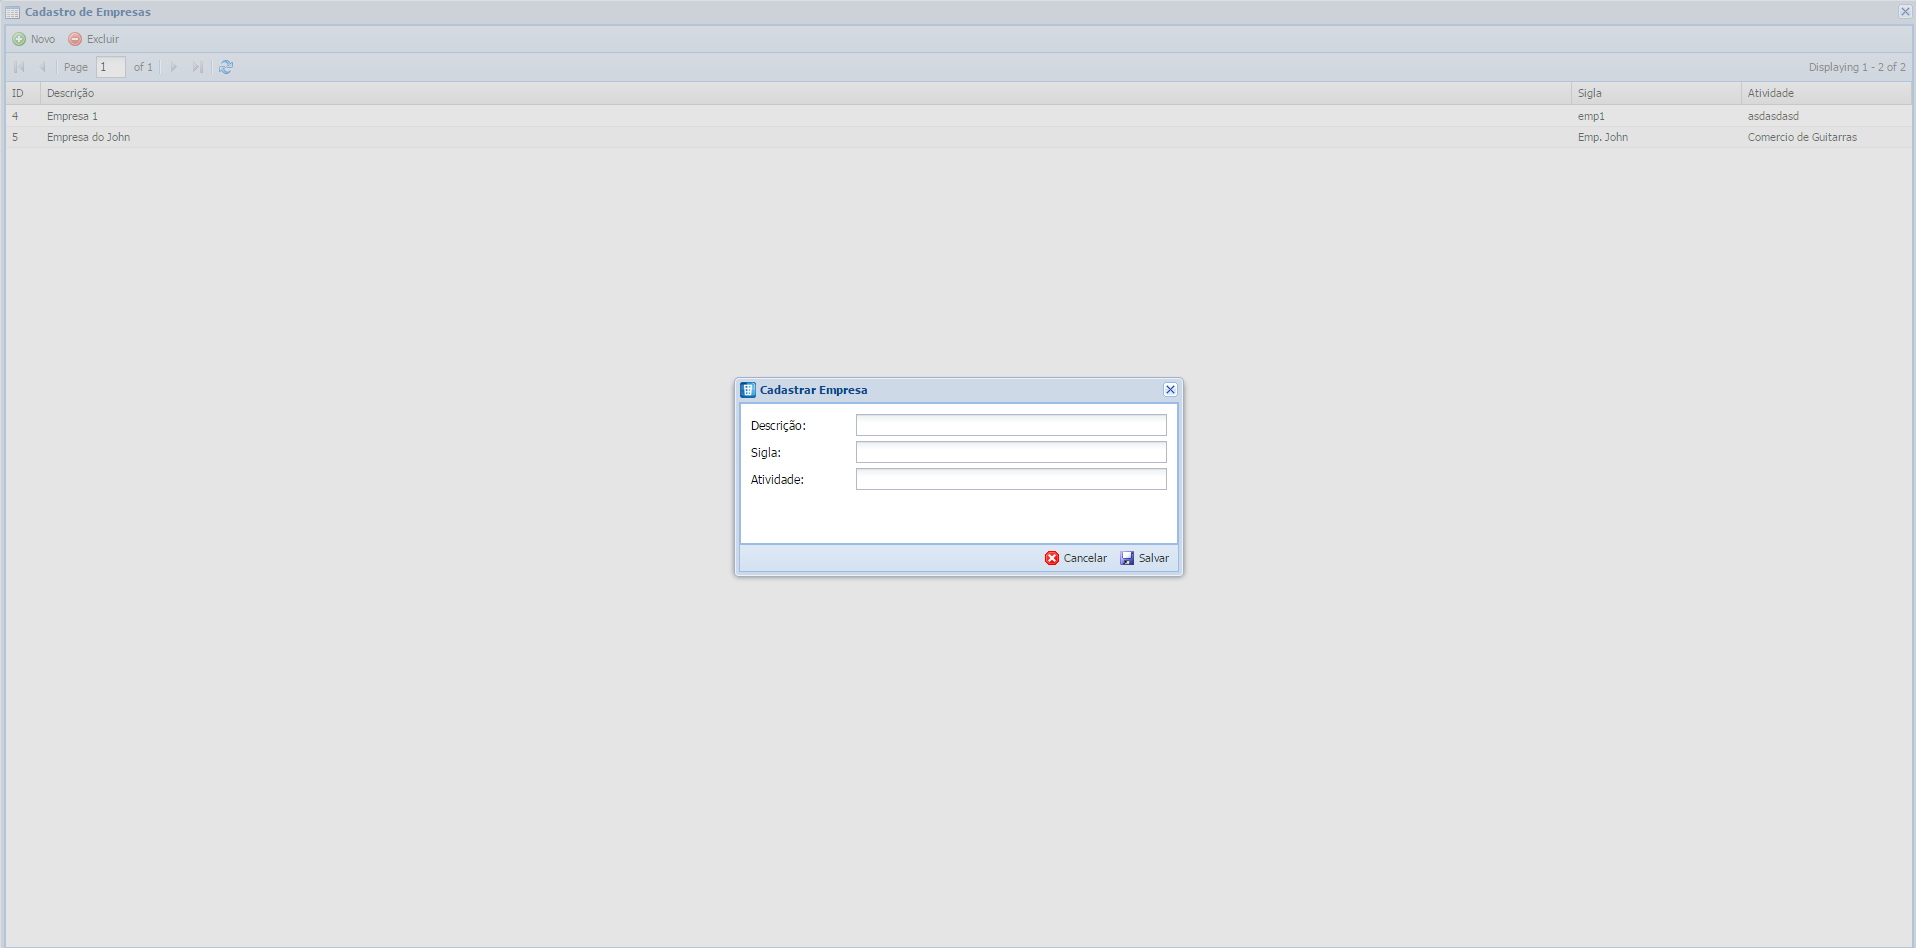 Cadastro de Empresas
Novo Excluir
Page 1 of 1 Displaying 1 - 2 of 2
ID Descrição Sigla Atividade
4 Empresa 1 emp1 asdasdasd
5 Empresa do John Emp. John Comercio de Guitarras
Cadastrar Empresa
Descrição:
Sigla:
Atividade:
Cancelar Salvar